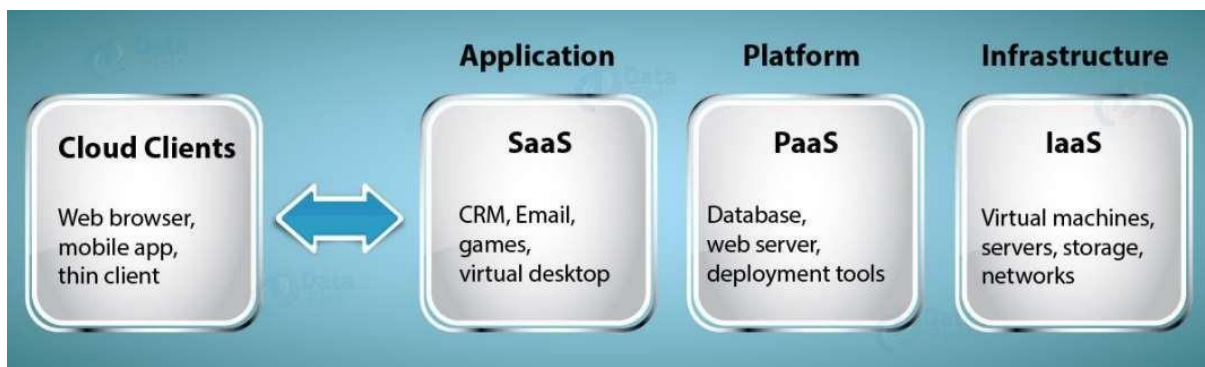 Application
Platform
Infrastructure
Cloud Clients
Web browser,
mobile app,
thin client
SaaS
CRM, Email,
games,
virtual desktop
PaaS
Database,
web server,
deployment tools
IaaS
Virtual machines,
servers, storage,
networks